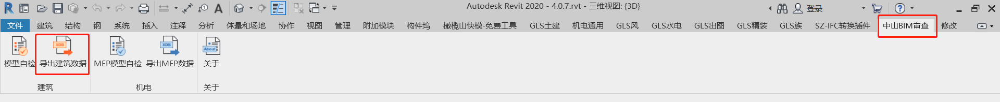 Autodesk Revit 2020 - 4.0.7.rvt - 三维视图: {3D}
登录
文件 建筑 结构 钢 系统 插入 注释 分析 体量和场地 协作 视图 管理 附加模块 构件坞 橄榄山快模-免费工具 GLS土建 机电通用 GLS风 GLS水电 GLS出图 GLS精装 GLS族 SZ-IFC转换插件 中山BIM审查 修改
XDB XDB About
模型自检 导出建筑数据 MEP模型自检 导出MEP数据 关于
建筑 机电 关于